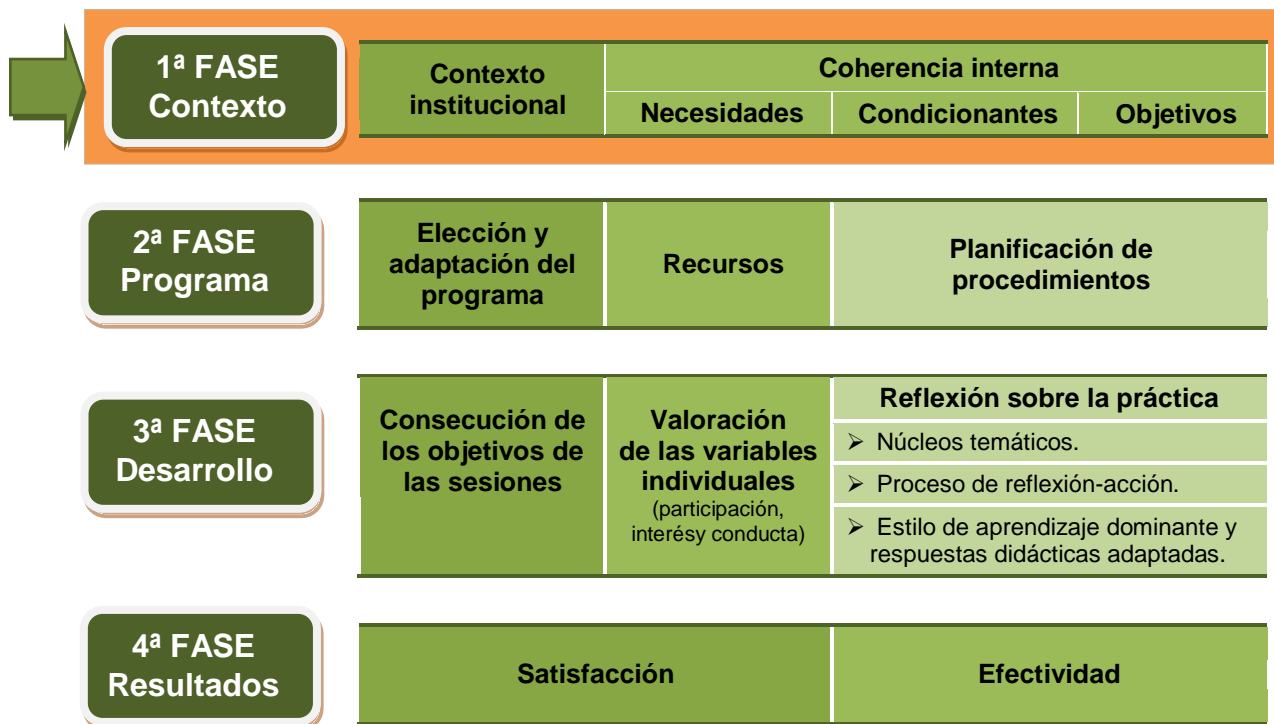 1ª FASE
Contexto
Contexto
institucional
Coherencia interna
Necesidades
Condicionantes
Objetivos
2ª FASE
Programa
Elección y
adaptación del
programa
Recursos
Planificación de
procedimientos
3ª FASE
Desarrollo
Consecución de
los objetivos de
las sesiones
Valoración
de las variables
individuales
(participación,
interésy conducta)
Reflexión sobre la práctica
➢ Núcleos temáticos.
➢ Proceso de reflexión-acción.
➢ Estilo de aprendizaje dominante y
respuestas didácticas adaptadas.
4ª FASE
Resultados
Satisfacción
Efectividad